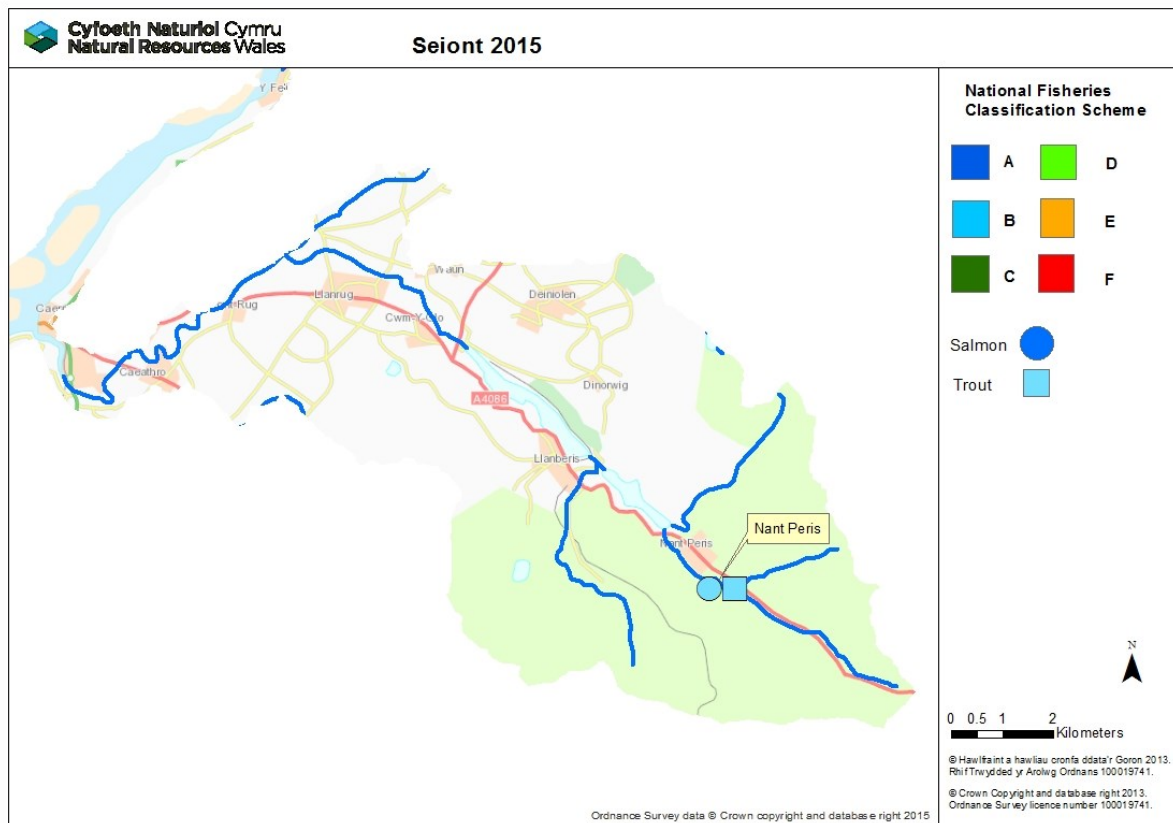 Cyfoeth Naturiol Cymru
Natural Resources Wales
Seiont 2015
National Fisheries
Classification Scheme
A
D
B
E
C
F
Salmon
Trout
Llanrug
Waun
Deiniolen
Cwm-Y-Glo
Caeathro
Dinorwig
A4086
Llanberis
Nant Peris
Nant Peris
N
0 0.5 1 2
Kilometers
© Hawlfraint a hawliau cronfa ddata'r Goron 2013.
Rhif Trwydded yr Arolwg Ordnans 100019741.
© Crown Copyright and database right 2013.
Ordnance Survey licence number 100019741.
Ordnance Survey data © Crown copyright and database right 2015